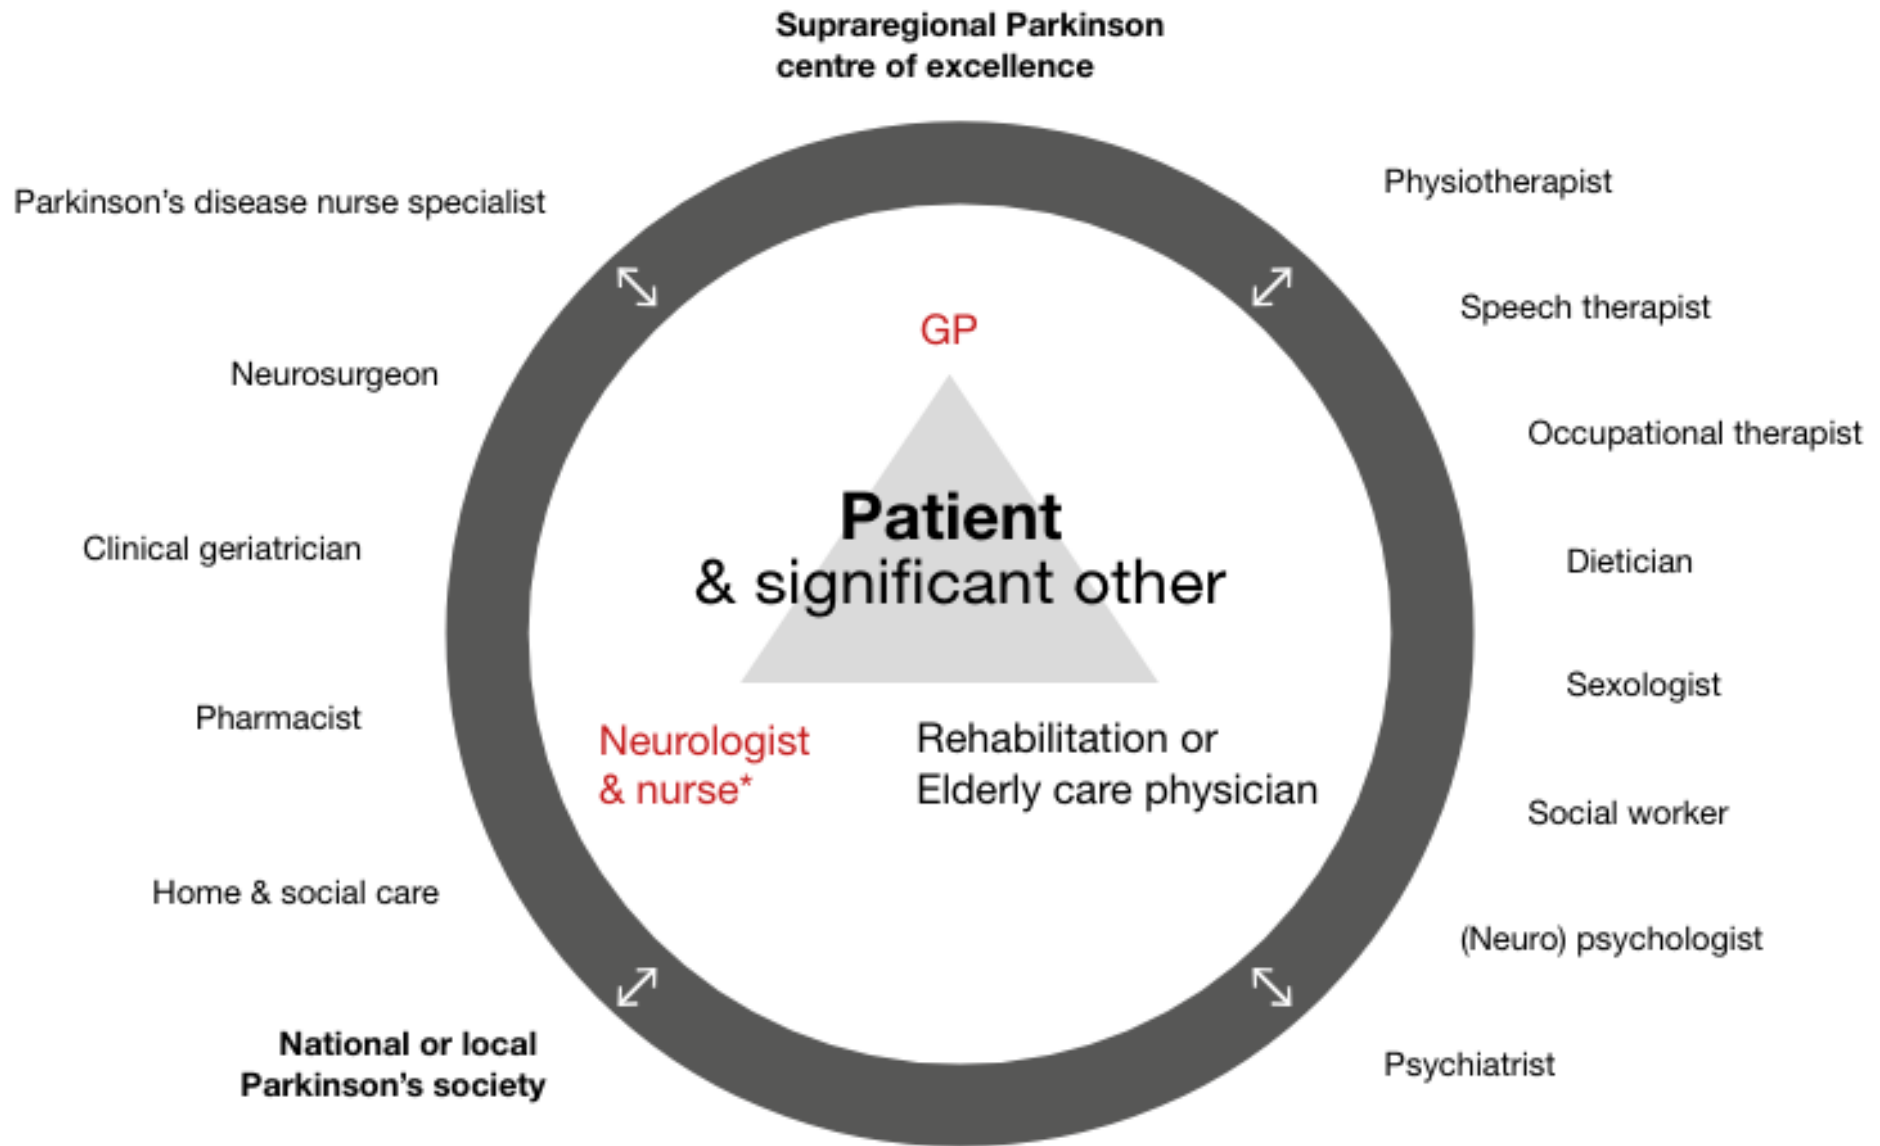 Supraregional Parkinson
centre of excellence
Parkinson's disease nurse specialist
Neurosurgeon
Clinical geriatrician
Pharmacist
Home & social care
National or local
Parkinson's society
GP
Patient
& significant other
Neurologist
& nurse*
Rehabilitation or
Elderly care physician
Physiotherapist
Speech therapist
Occupational therapist
Dietician
Sexologist
Social worker
(Neuro) psychologist
Psychiatrist